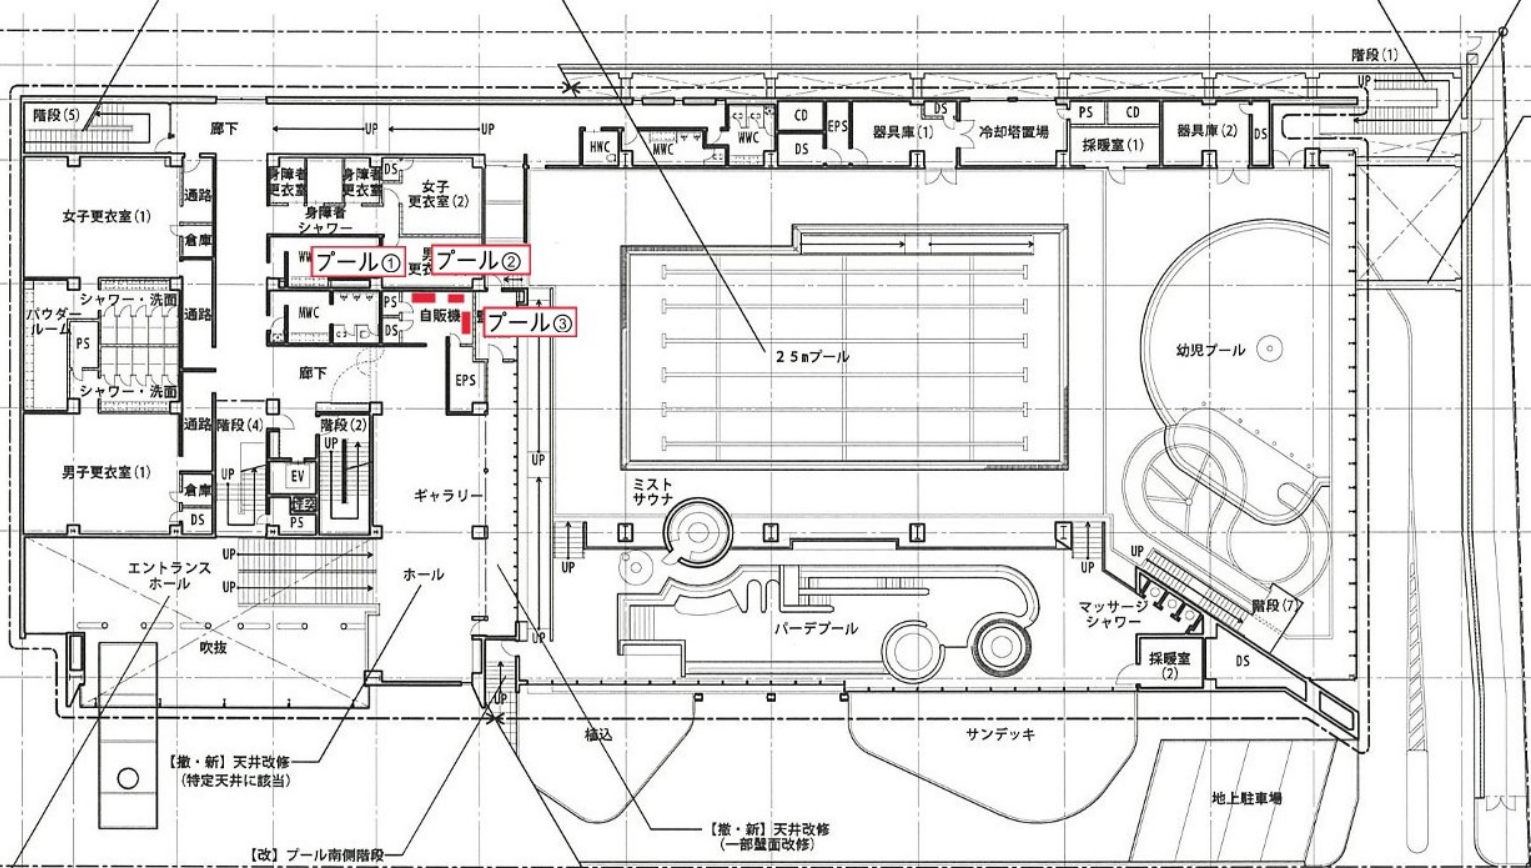 階段(1)
UP
階段(5)
廊下
UP
UP
HWC
MWC
WWC
CD
DS
EPS
器具庫(1)
DS
冷却塔置場
PS
CD
採暖室(1)
器具庫(2)
DS
女子更衣室(1)
通路
倉庫
身障者
更衣室
身障者
更衣室
DS
女子
更衣室(2)
身障者
シャワー
プール①
プール②
プール③
シャワー・洗面
パウダー
ルーム
PS
シャワー・洗面
通路
MWC
PS
DS
自販機
EPS
廊下
25mプール
幼児プール
男子更衣室(1)
通路
倉庫
DS
階段(4)
UP
EV
PS
階段(2)
UP
ギャラリー
UP
ミスト
サウナ
UP
UP
UP
エントランス
ホール
UP
UP
ホール
吹抜
UP
UP
バーデプール
マッサージ
シャワー
階段(7)
採暖室
(2)
DS
植込
サンデッキ
地上駐車場
【撤・新】天井改修
(特定天井に該当)
【撤・新】天井改修
(一部壁面改修)
【改】プール南側階段